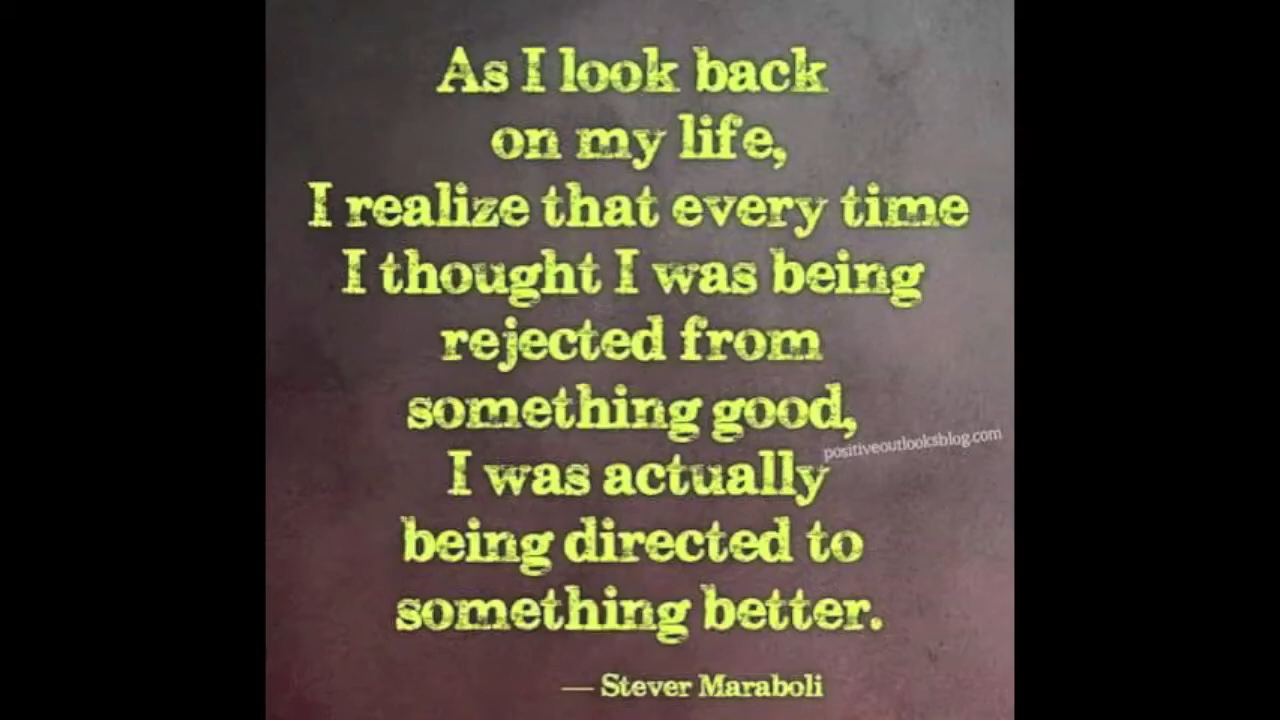 As I look back
on my life,
I realize that every time
I thought I was being
rejected from
something good,
positiveoutlooksblog.com
I was actually
being directed to
something better.
— Stever Maraboli